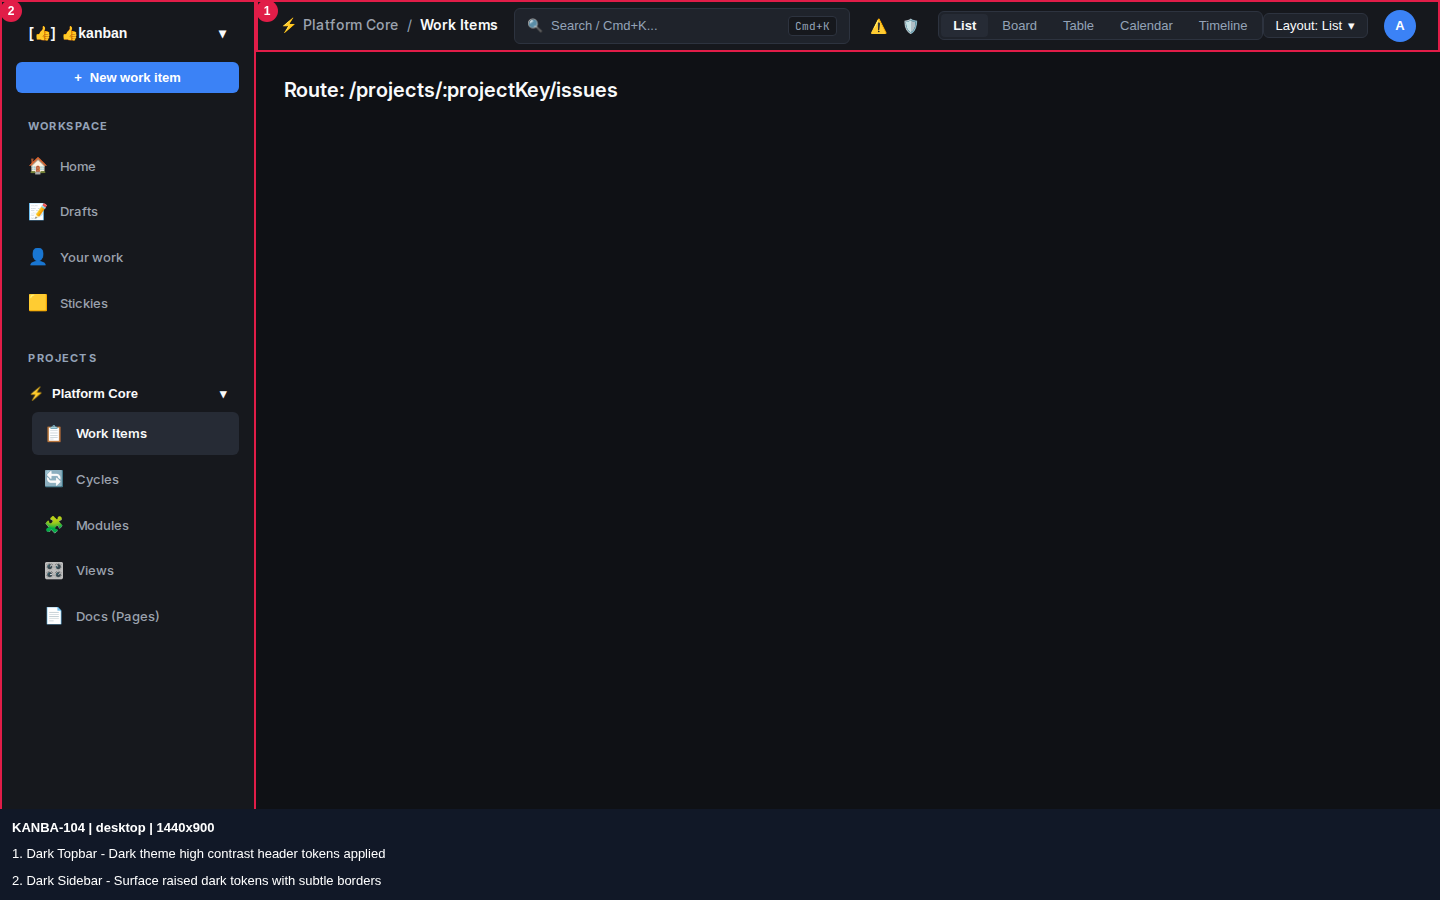 2
[👍] 👍kanban ▼
+ New work item
WORKSPACE
Home
Drafts
Your work
Stickies
PROJECTS
⚡ Platform Core ▼
Work Items
Cycles
Modules
Views
Docs (Pages)
1
⚡ Platform Core / Work Items
Search / Cmd+K... Cmd+K
List Board Table Calendar Timeline
Layout: List ▼
A
Route: /projects/:projectKey/issues
KANBA-104 | desktop | 1440x900
1. Dark Topbar - Dark theme high contrast header tokens applied
2. Dark Sidebar - Surface raised dark tokens with subtle borders